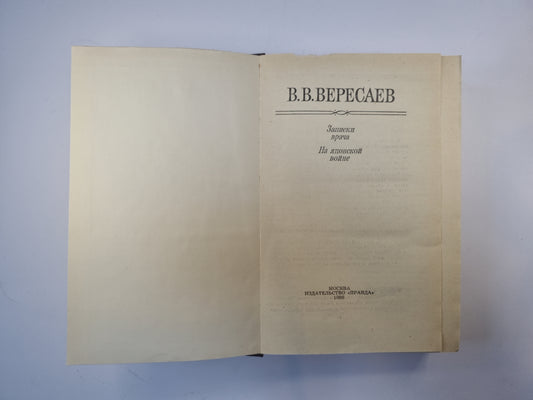 В.В.ВЕРЕСАЕВ
Записки
врача
На японской
войне
МОСКВА
ИЗДАТЕЛЬСТВО «ПРАВДА»